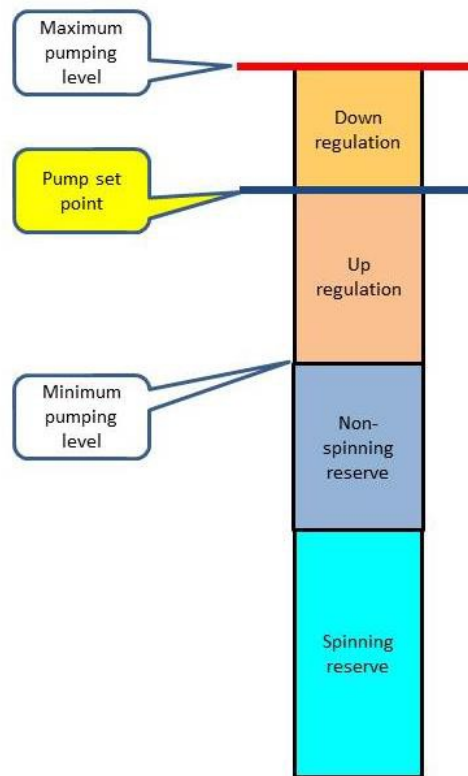 Maximum
pumping
level
Down
regulation
Pump set
point
Up
regulation
Minimum
pumping
level
Non-
spinning
reserve
Spinning
reserve